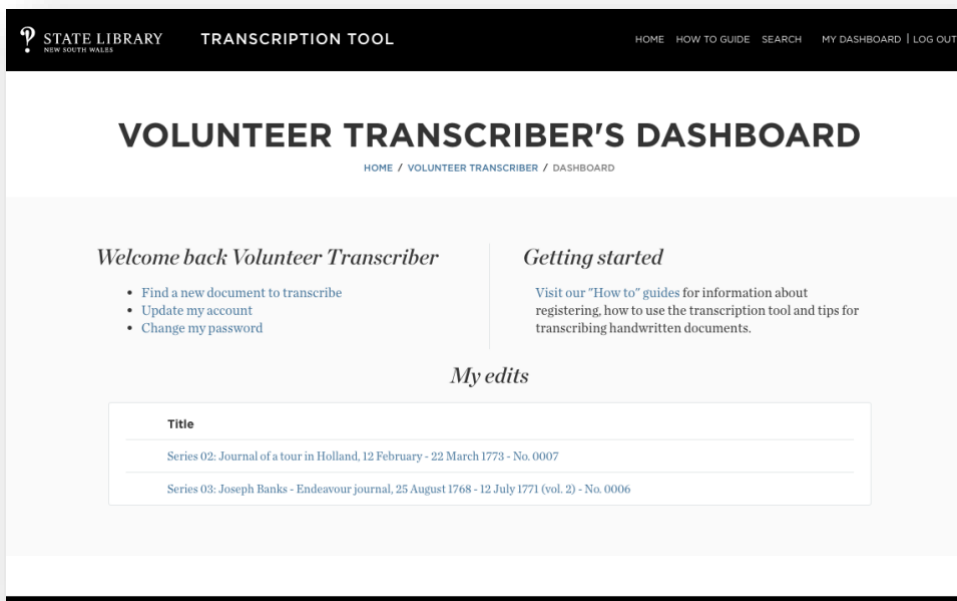 STATE LIBRARY
NEW SOUTH WALES
TRANSCRIPTION TOOL
HOME HOW TO GUIDE SEARCH MY DASHBOARD | LOG OUT
VOLUNTEER TRANSCRIBER'S DASHBOARD
HOME / VOLUNTEER TRANSCRIBER / DASHBOARD
Welcome back Volunteer Transcriber
• Find a new document to transcribe
• Update my account
• Change my password
Getting started
Visit our "How to" guides for information about
registering, how to use the transcription tool and tips for
transcribing handwritten documents.
My edits
Title
Series 02: Journal of a tour in Holland, 12 February - 22 March 1773 - No. 0007
Series 03: Joseph Banks - Endeavour journal, 25 August 1768 - 12 July 1771 (vol. 2) - No. 0006